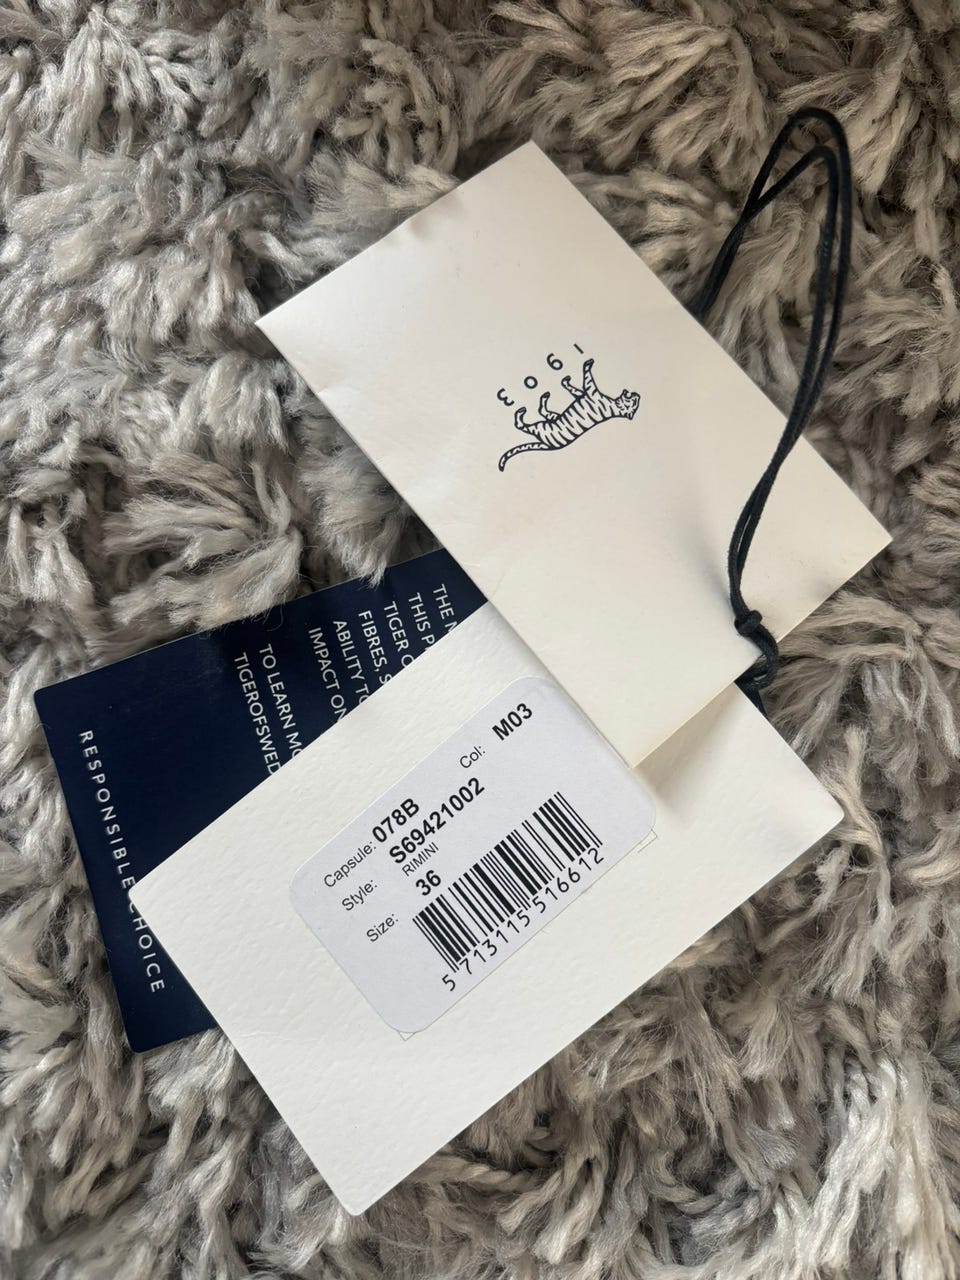 1903
THE
THIS
TIGER
FIBRES,
ABILITY
IMPACT ON
TO LEARN
TIGEROFSWED
RESPONSIBLE CHOICE
Col: M03
Capsule: 078B
Style: S69421002
RIMINI
Size: 36
5 713115 516612